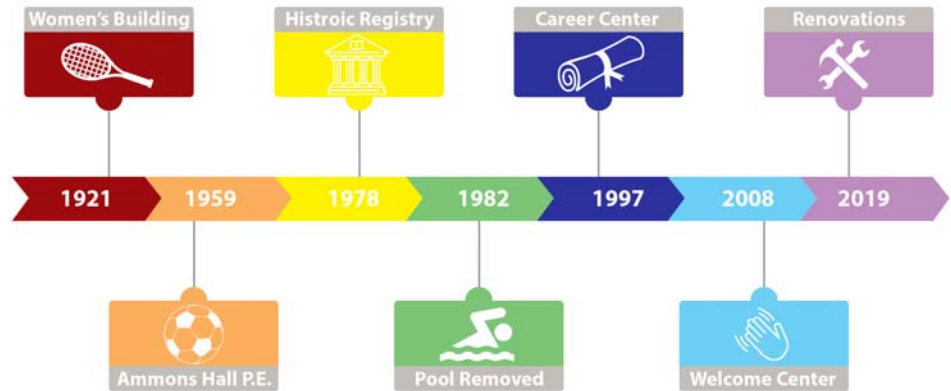 Women's Building
Histroic Registry
Career Center
Renovations
1921
1959
1978
1982
1997
2008
2019
Ammons Hall P.E.
Pool Removed
Welcome Center